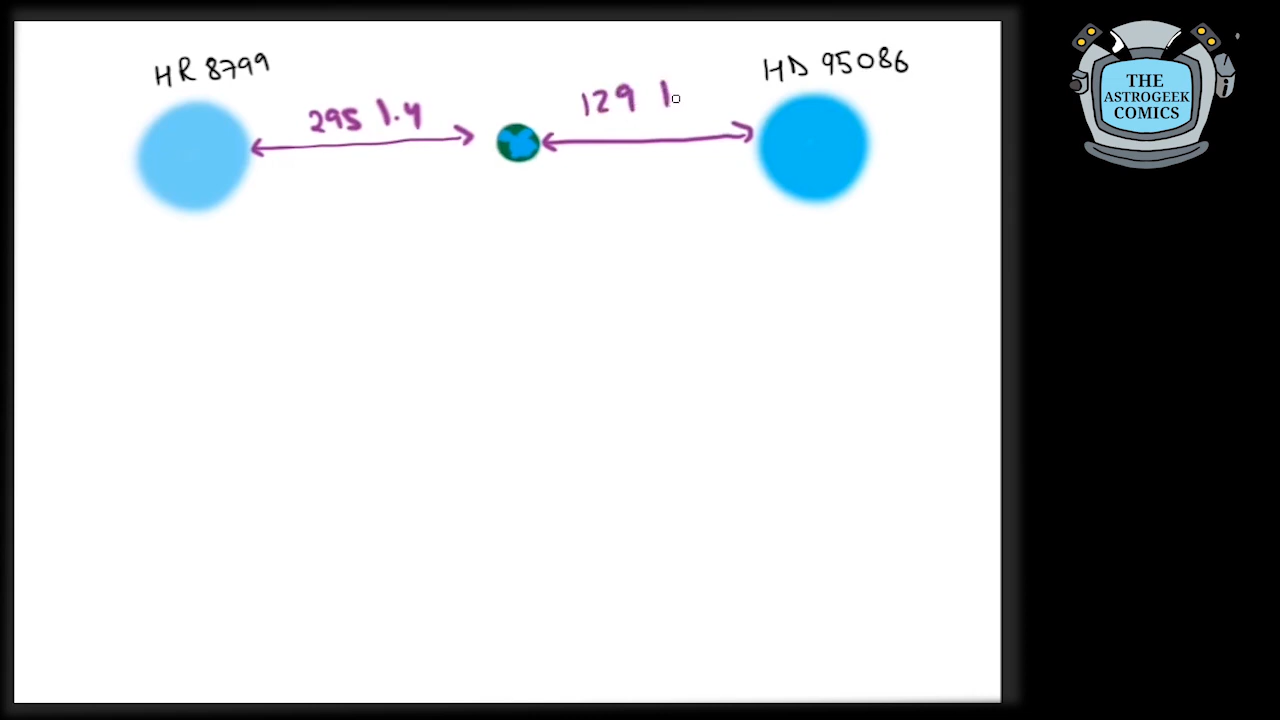 HR 8799
HD 95086
295 l.y
129 l.
THE
ASTROGEEK
COMICS